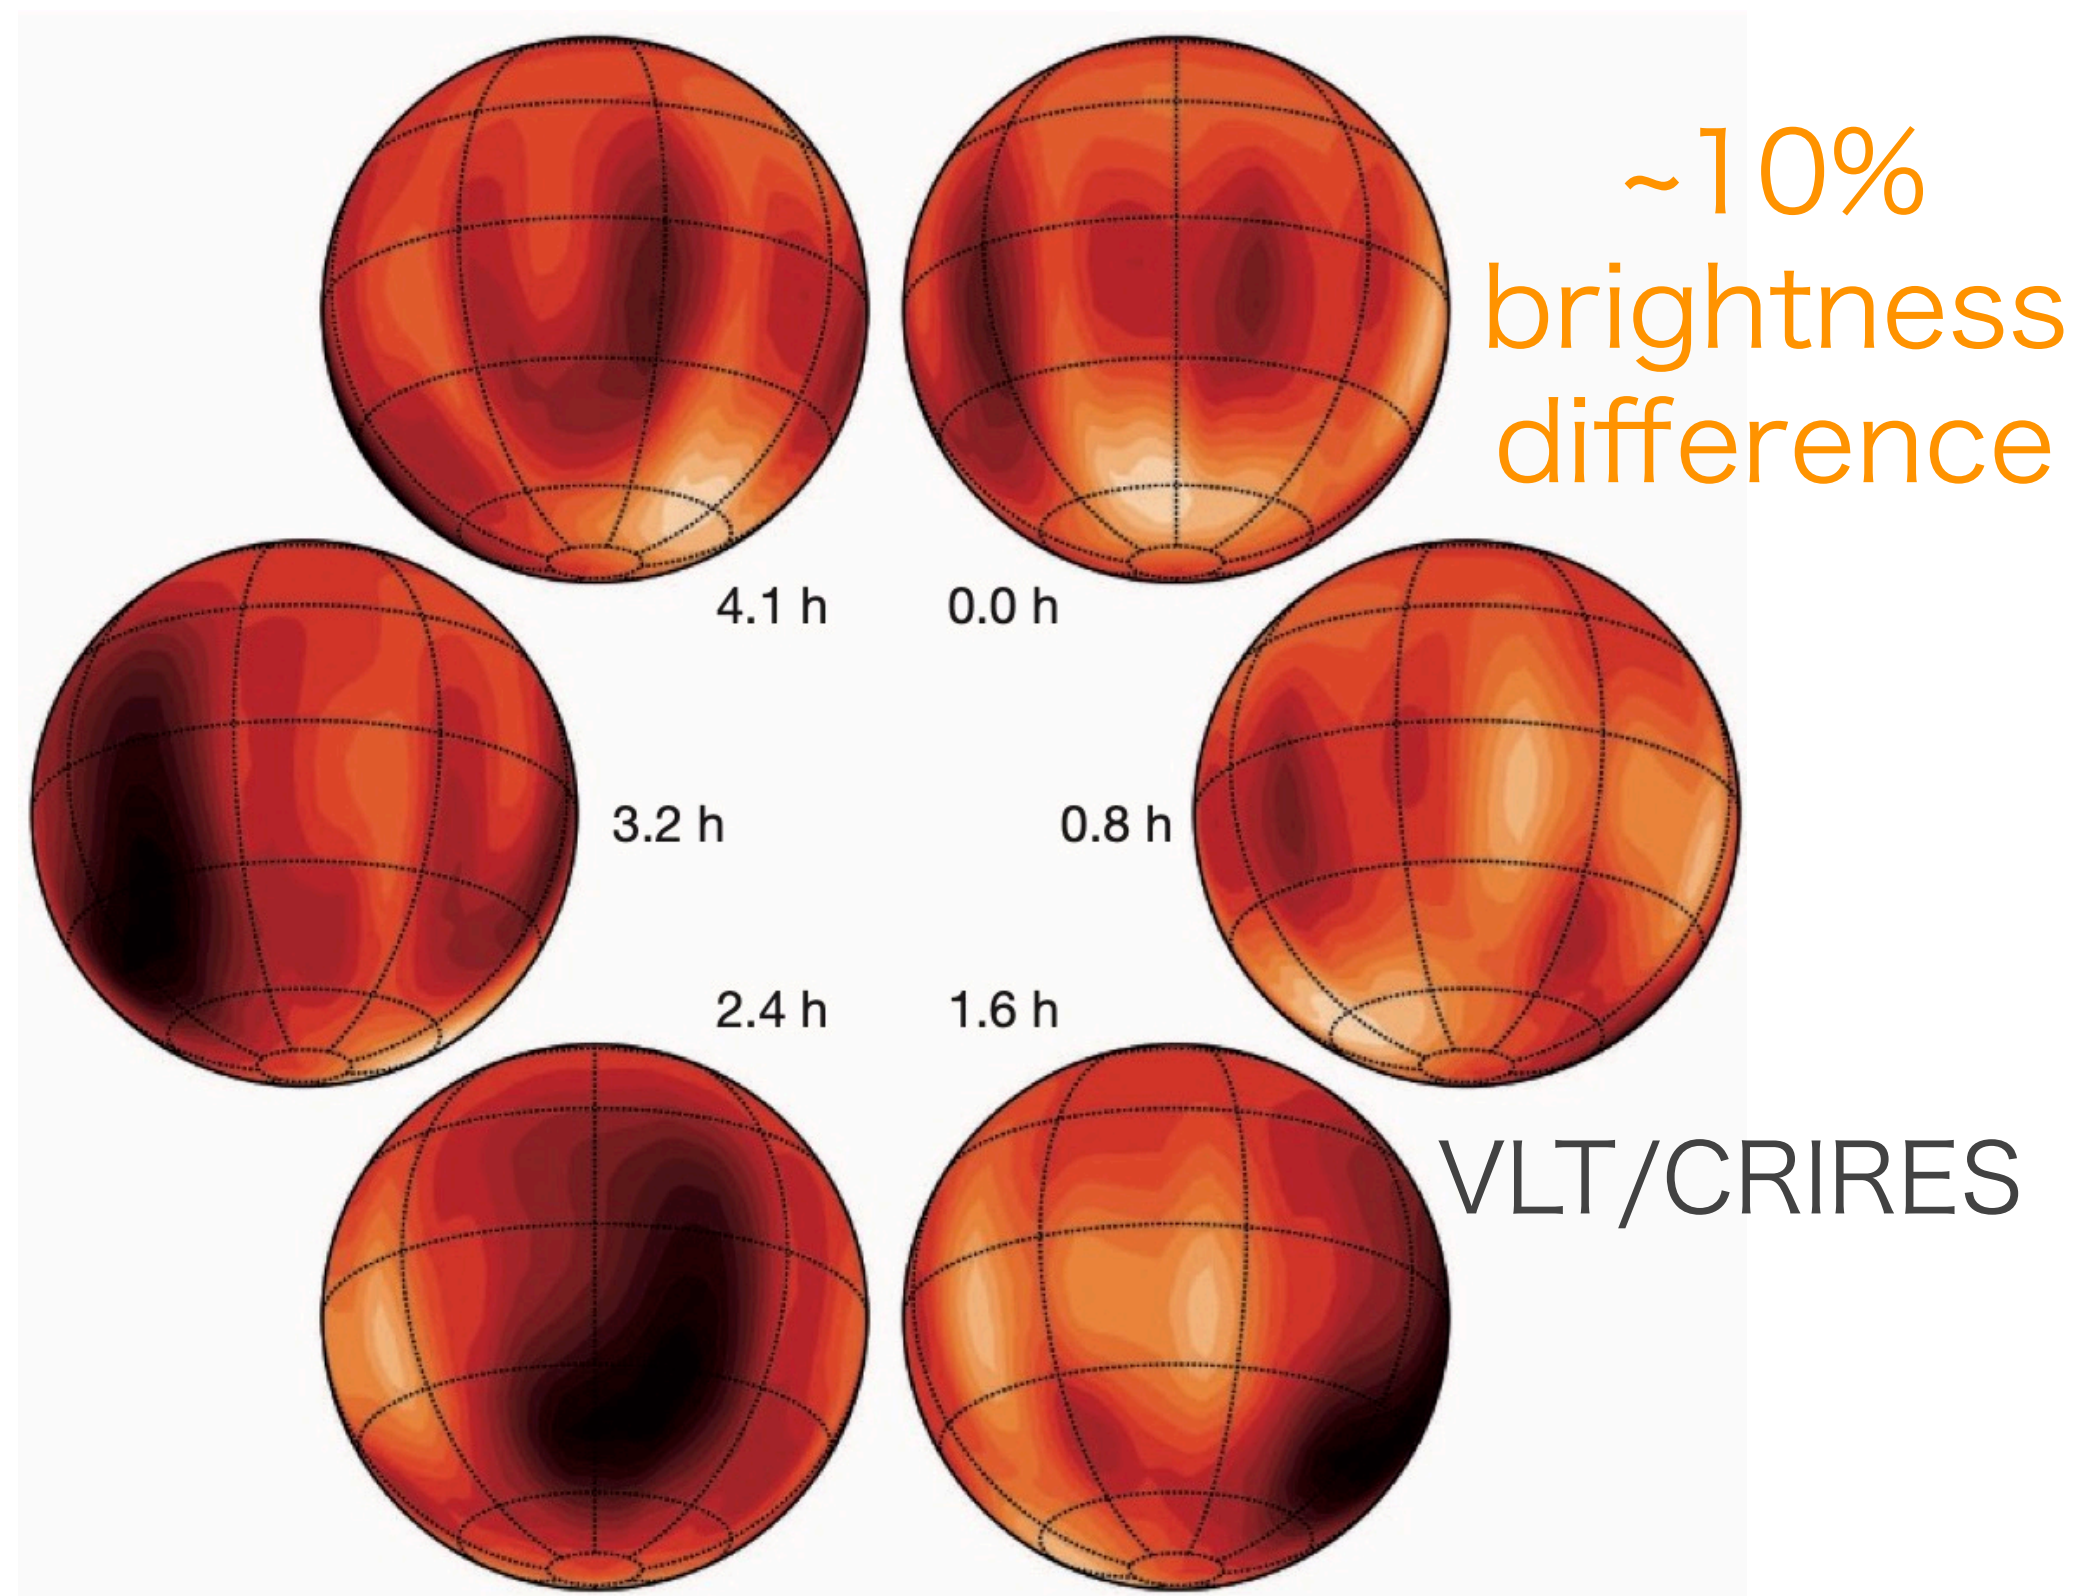 ~10%
brightness
difference
4.1 h
0.0 h
3.2 h
0.8 h
2.4 h
1.6 h
VLT/CRIRES